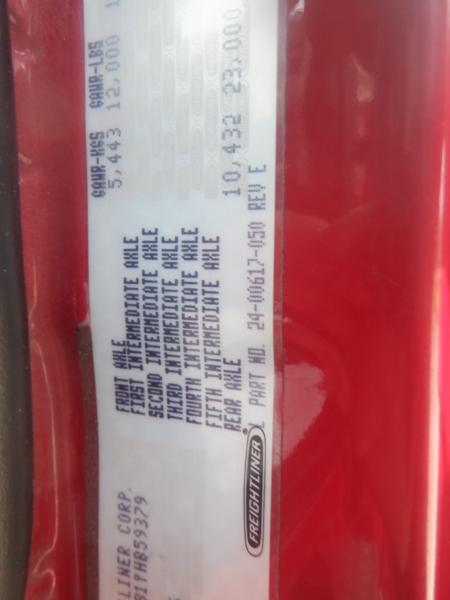 GAWR-KGS GAWR-LBS
FRONT AXLE 5,443 12,000
FIRST INTERMEDIATE AXLE
SECOND INTERMEDIATE AXLE
THIRD INTERMEDIATE AXLE
FOURTH INTERMEDIATE AXLE
FIFTH INTERMEDIATE AXLE
REAR AXLE 10,432 23,000
FREIGHTLINER
PART NO. 24-00617-050 REV E
LINER CORP.
HB59379